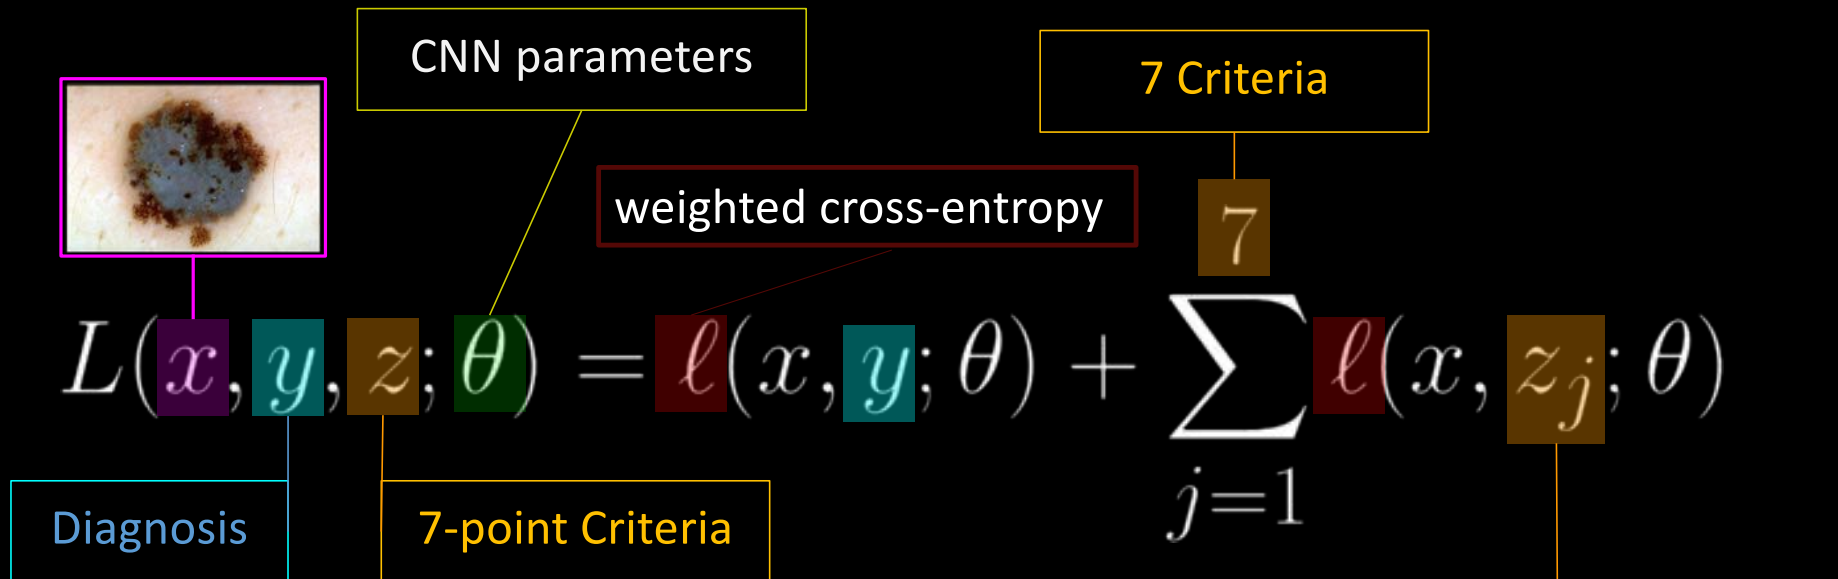 CNN parameters
7 Criteria
weighted cross-entropy
L(x, y, z; θ) = ℓ(x, y; θ) + ∑_{j=1}^{7} ℓ(x, z_j; θ)
Diagnosis
7-point Criteria